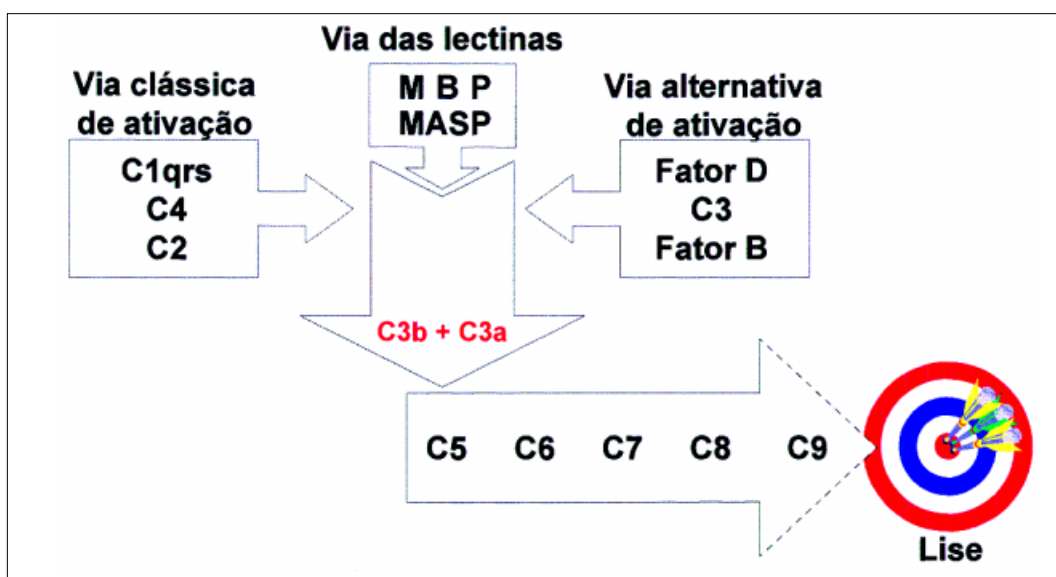 Via das lectinas
M B P
MASP
Via clássica
de ativação
C1qrs
C4
C2
Via alternativa
de ativação
Fator D
C3
Fator B
C3b + C3a
C5 C6 C7 C8 C9
Lise